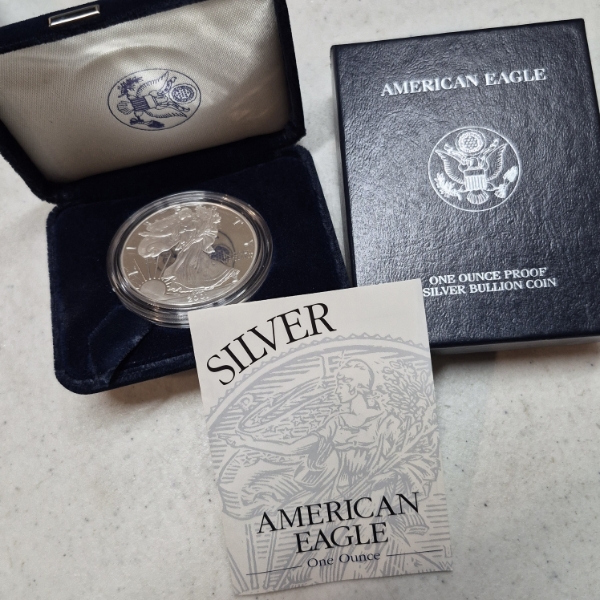 AMERICAN EAGLE
ONE OUNCE PROOF
SILVER BULLION COIN
SILVER
AMERICAN
EAGLE
One Ounce